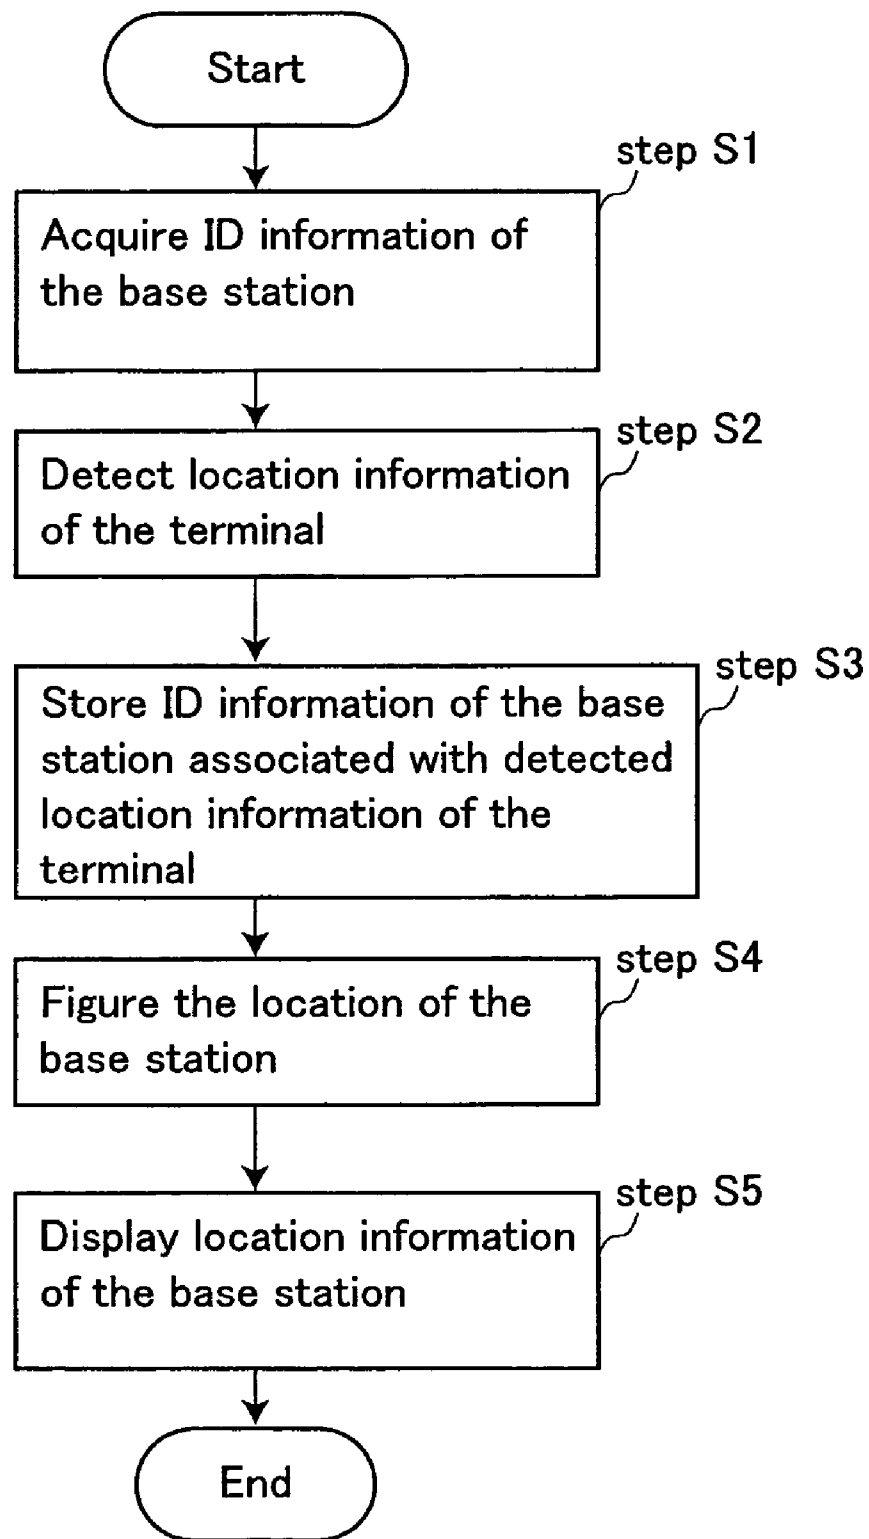 Start
step S1
Acquire ID information of
the base station
step S2
Detect location information
of the terminal
step S3
Store ID information of the base
station associated with detected
location information of the
terminal
step S4
Figure the location of the
base station
step S5
Display location information
of the base station
End